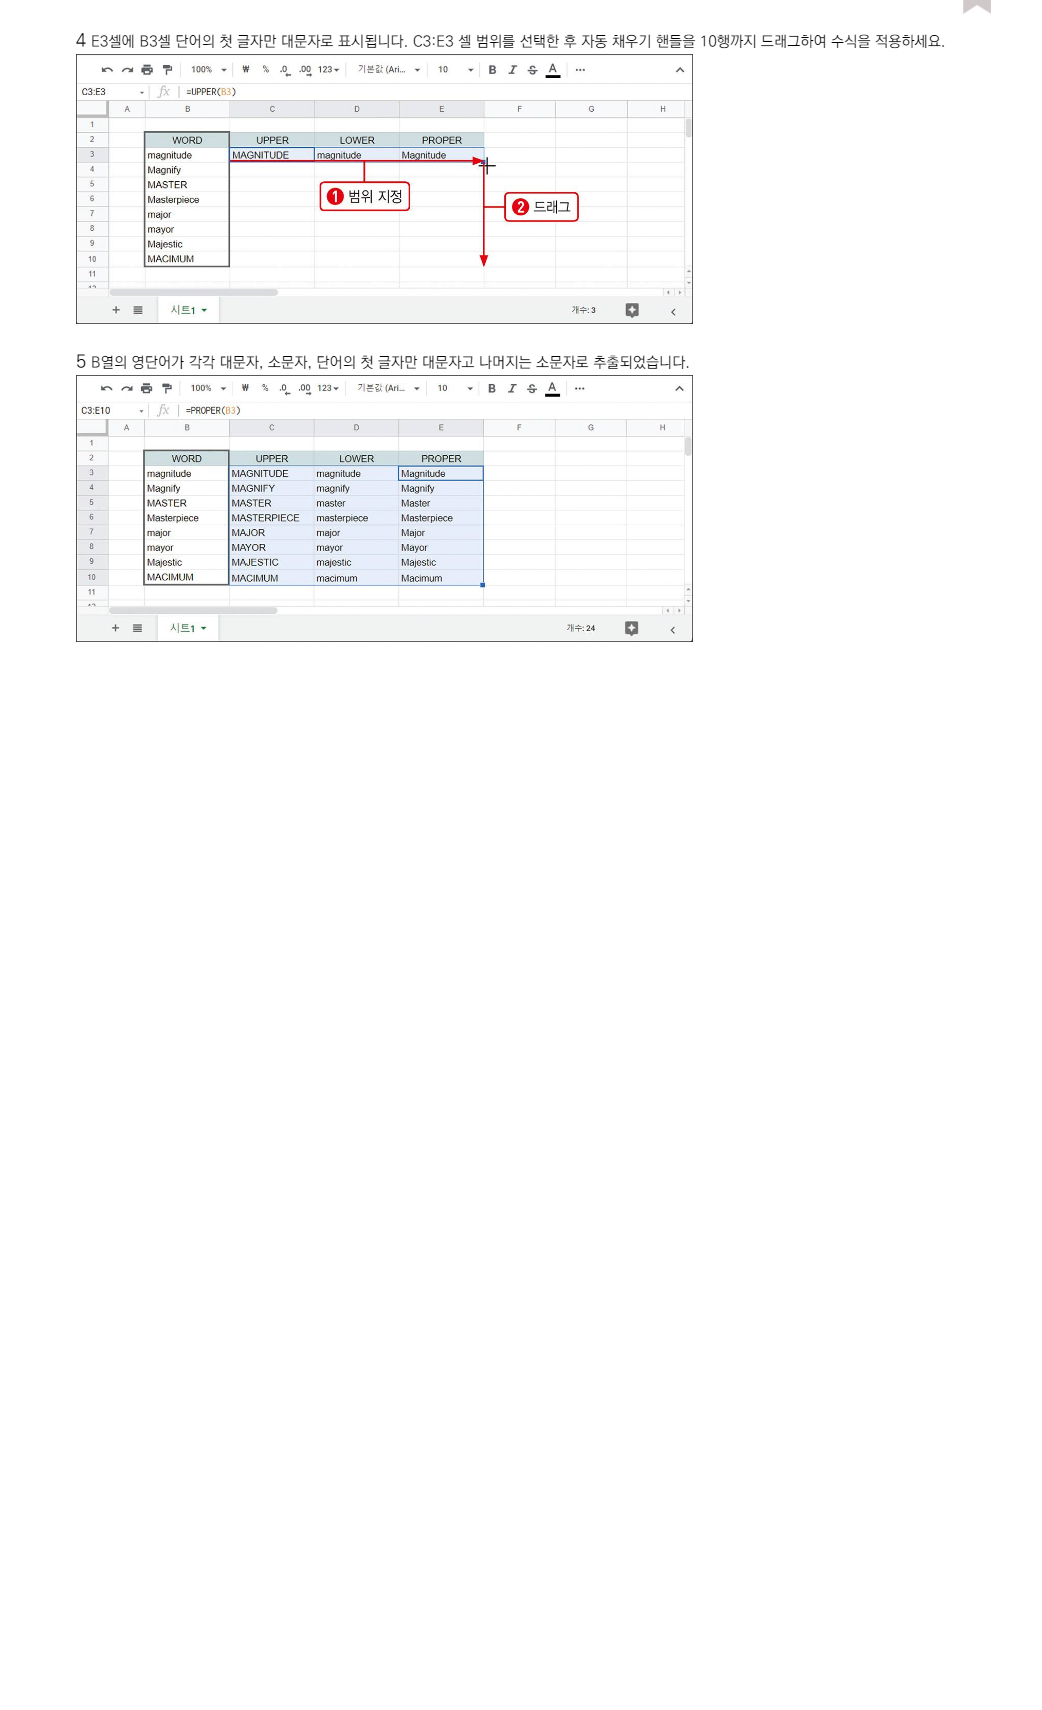 4 E3셀에 B3셀 단어의 첫 글자만 대문자로 표시됩니다. C3:E3 셀 범위를 선택한 후 자동 채우기 핸들을 10행까지 드래그하여 수식을 적용하세요.
100% ₩ % .0 .00 123 기본값 (Ari... 10 B I S A ...
C3:E3 fx =UPPER(B3)
A B C D E F G H
1
2 WORD UPPER LOWER PROPER
3 magnitude MAGNITUDE magnitude Magnitude
4 Magnify
5 MASTER
6 Masterpiece
7 major
8 mayor
9 Majestic
10 MACIMUM
11
1 범위 지정
2 드래그
+ 시트1 개수: 3
5 B열의 영단어가 각각 대문자, 소문자, 단어의 첫 글자만 대문자고 나머지는 소문자로 추출되었습니다.
100% ₩ % .0 .00 123 기본값 (Ari... 10 B I S A ...
C3:E10 fx =PROPER(B3)
A B C D E F G H
1
2 WORD UPPER LOWER PROPER
3 magnitude MAGNITUDE magnitude Magnitude
4 Magnify MAGNIFY magnify Magnify
5 MASTER MASTER master Master
6 Masterpiece MASTERPIECE masterpiece Masterpiece
7 major MAJOR major Major
8 mayor MAYOR mayor Mayor
9 Majestic MAJESTIC majestic Majestic
10 MACIMUM MACIMUM macimum Macimum
11
+ 시트1 개수: 24